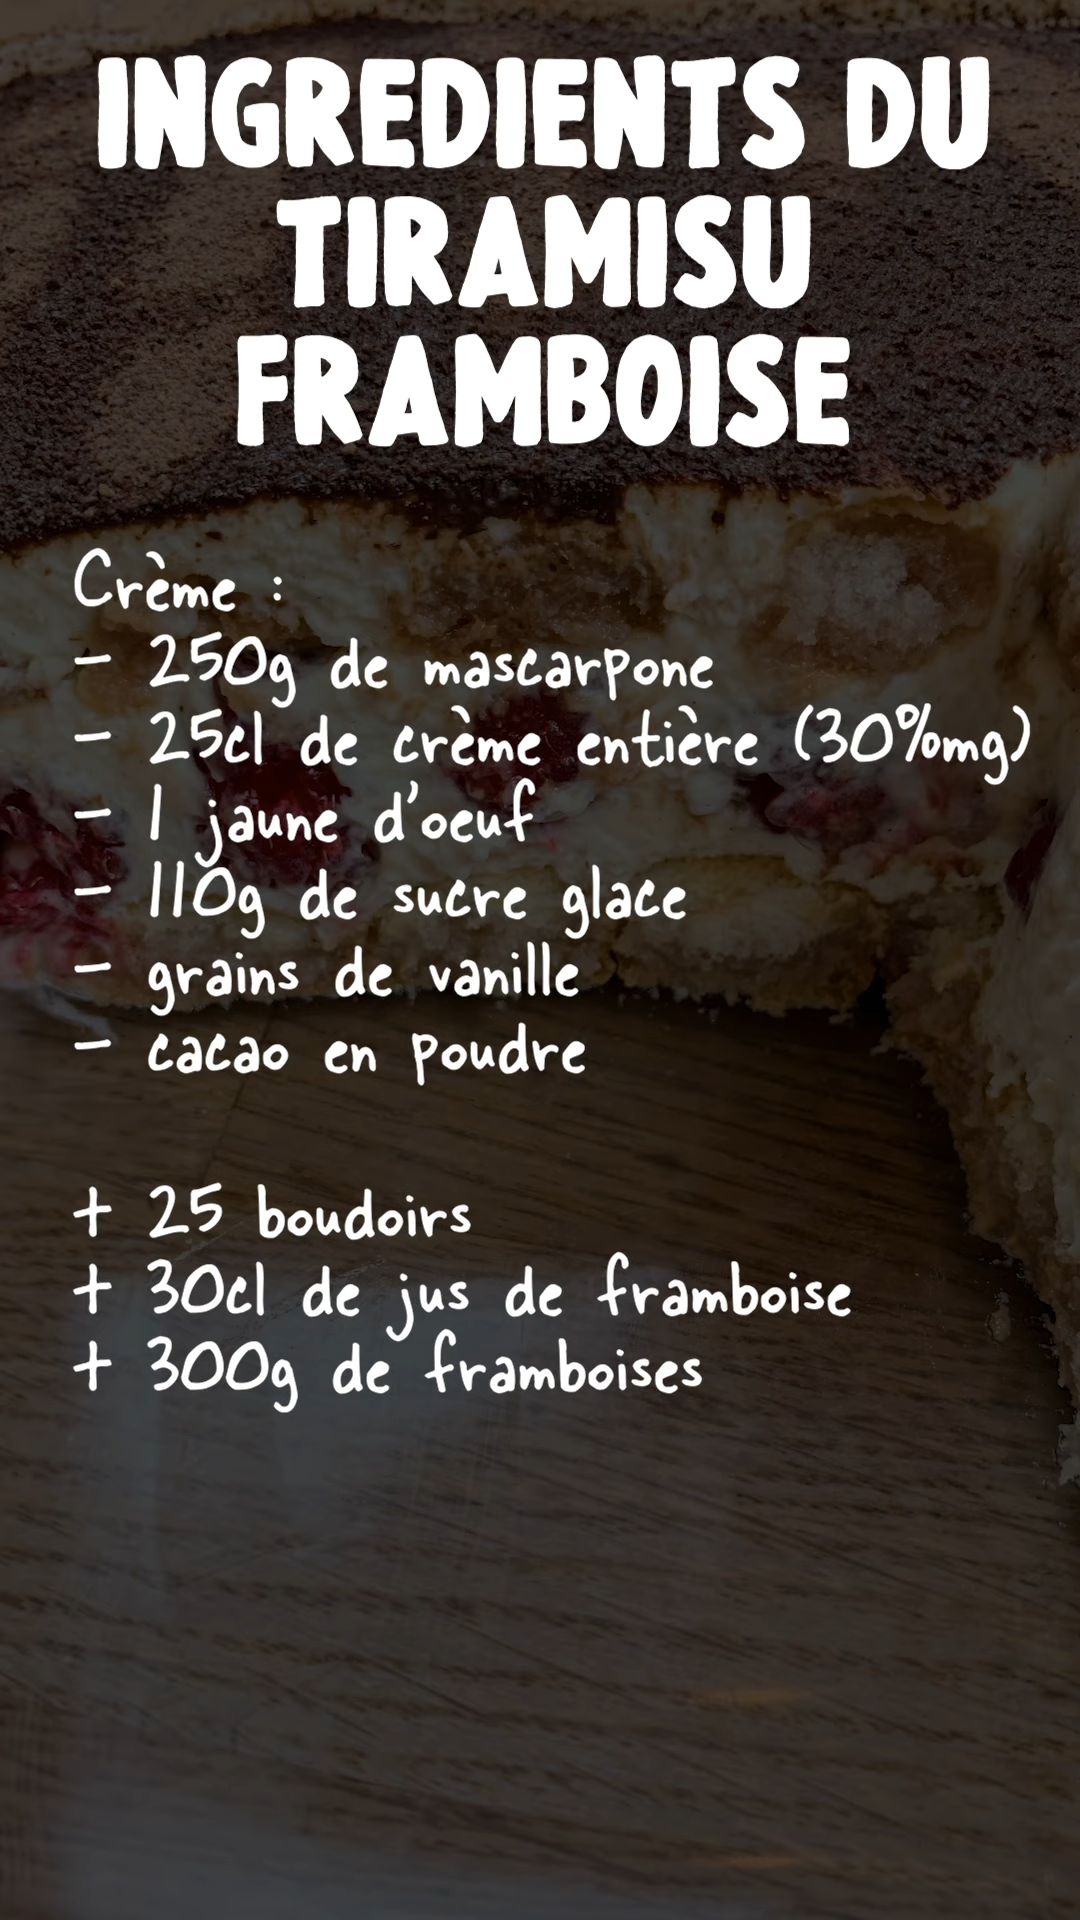 INGREDIENTS DU
TIRAMISU
FRAMBOISE
Crème :
- 250g de mascarpone
- 25cl de crème entière (30%mg)
- 1 jaune d'oeuf
- 110g de sucre glace
- grains de vanille
- cacao en poudre
+ 25 boudoirs
+ 30cl de jus de framboise
+ 300g de framboises